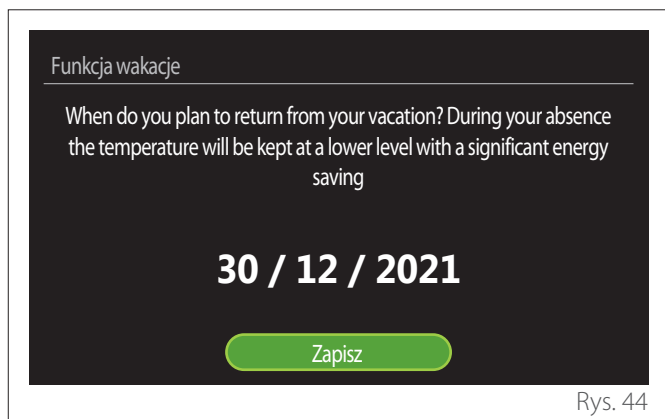 Funkcja wakacje
When do you plan to return from your vacation? During your absence
the temperature will be kept at a lower level with a significant energy
saving
30 / 12 / 2021
Zapisz
Rys. 44